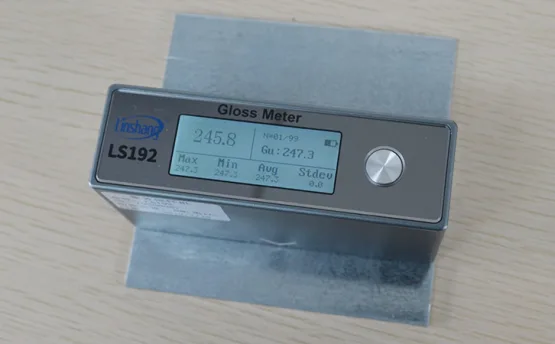 Gloss Meter
linshang
LS192
245.8
N=01/99
Gu:247.3
Max Min Avg Stdev
247.3 247.3 247.3 0.0